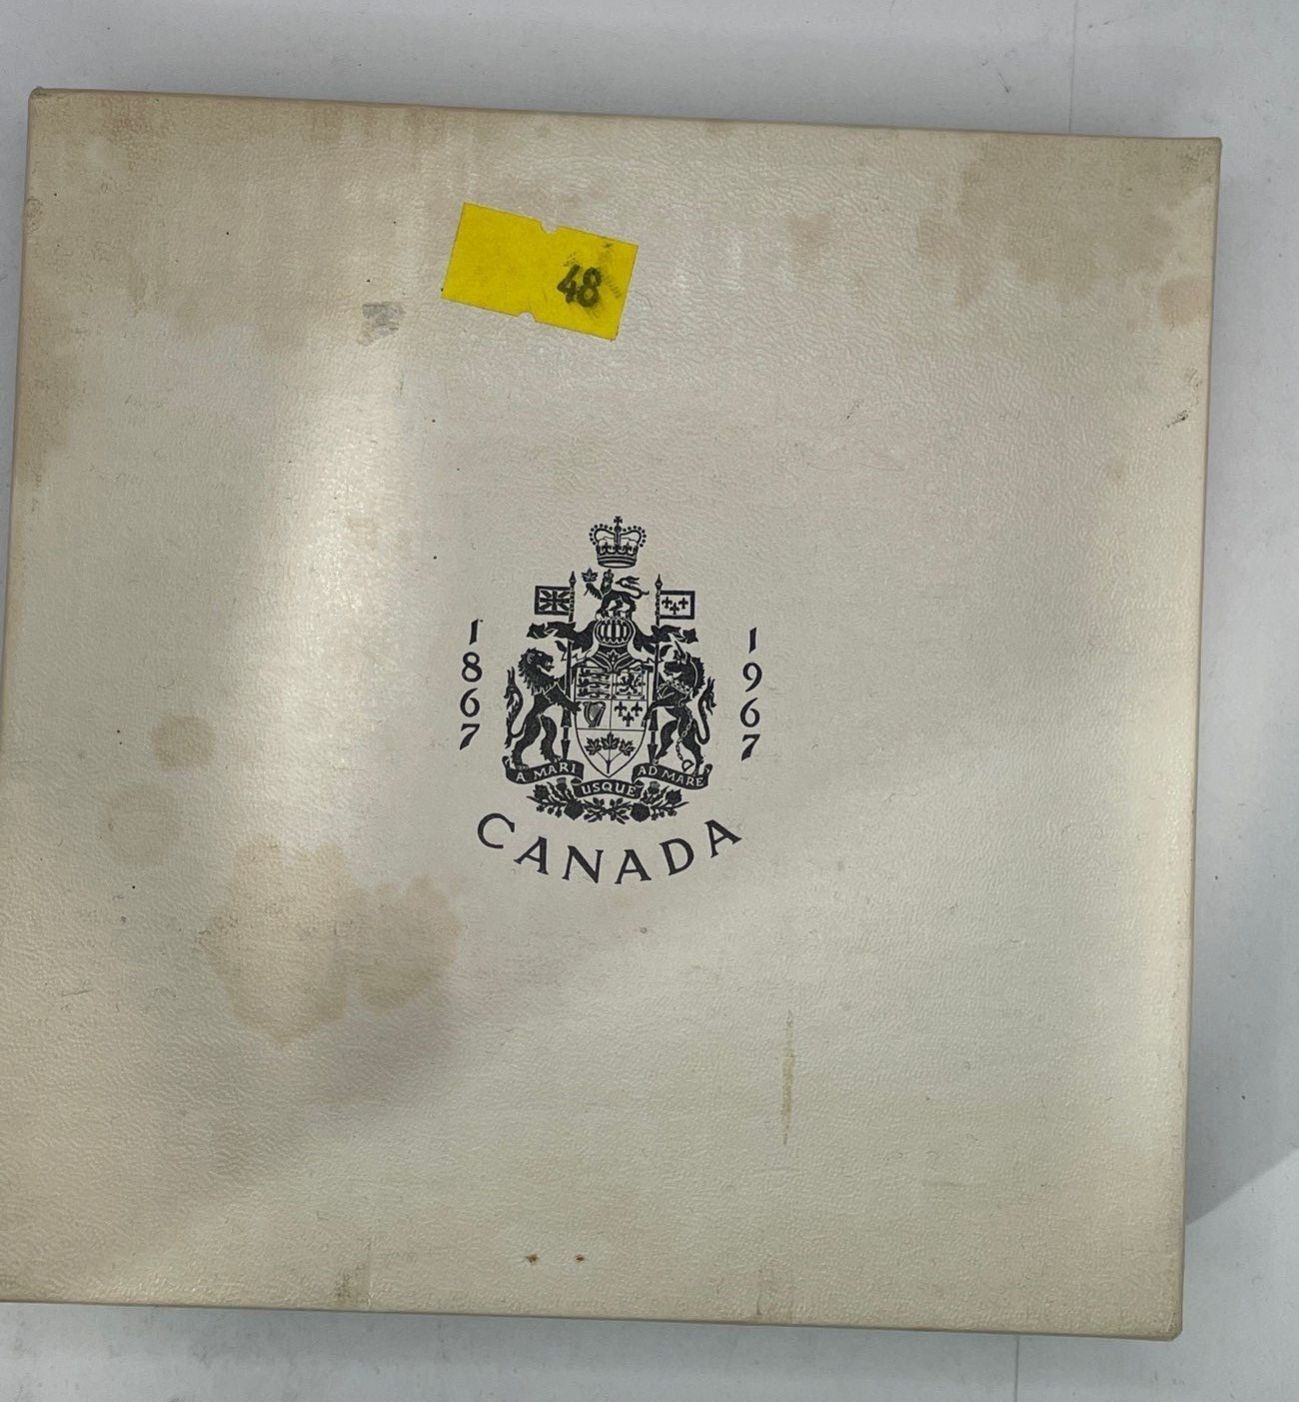 48
1867
1967
A MARI USQUE AD MARE
CANADA